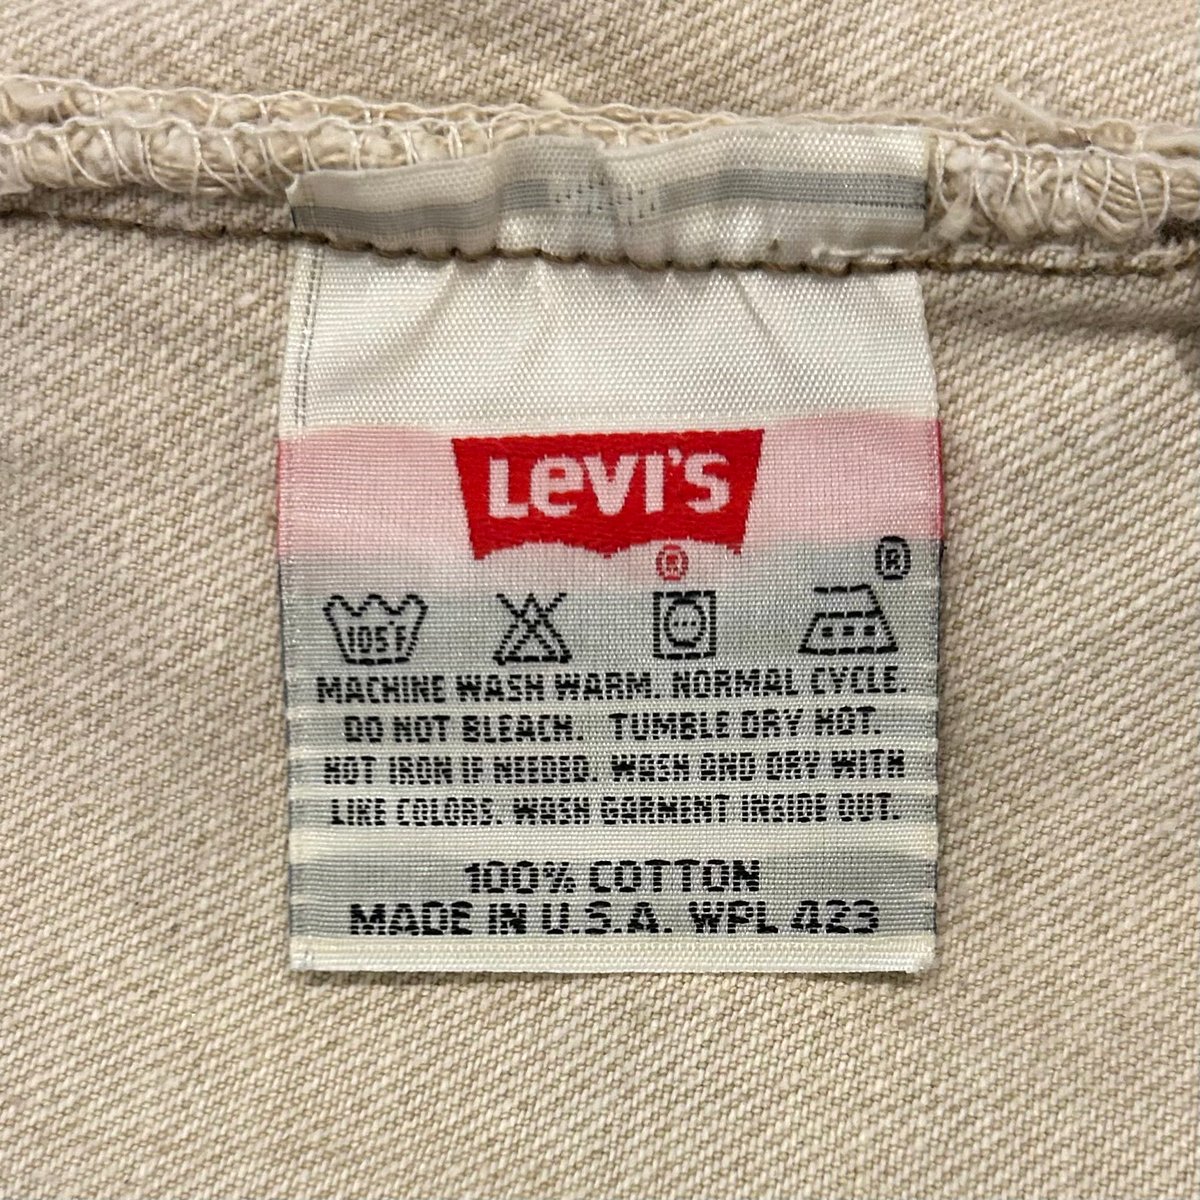 LEVI'S
®
®
105°F
MACHINE WASH WARM. NORMAL CYCLE.
DO NOT BLEACH. TUMBLE DRY HOT.
HOT IRON IF NEEDED. WASH AND DRY WITH
LIKE COLORS. WASH GARMENT INSIDE OUT.
100% COTTON
MADE IN U.S.A. WPL 423